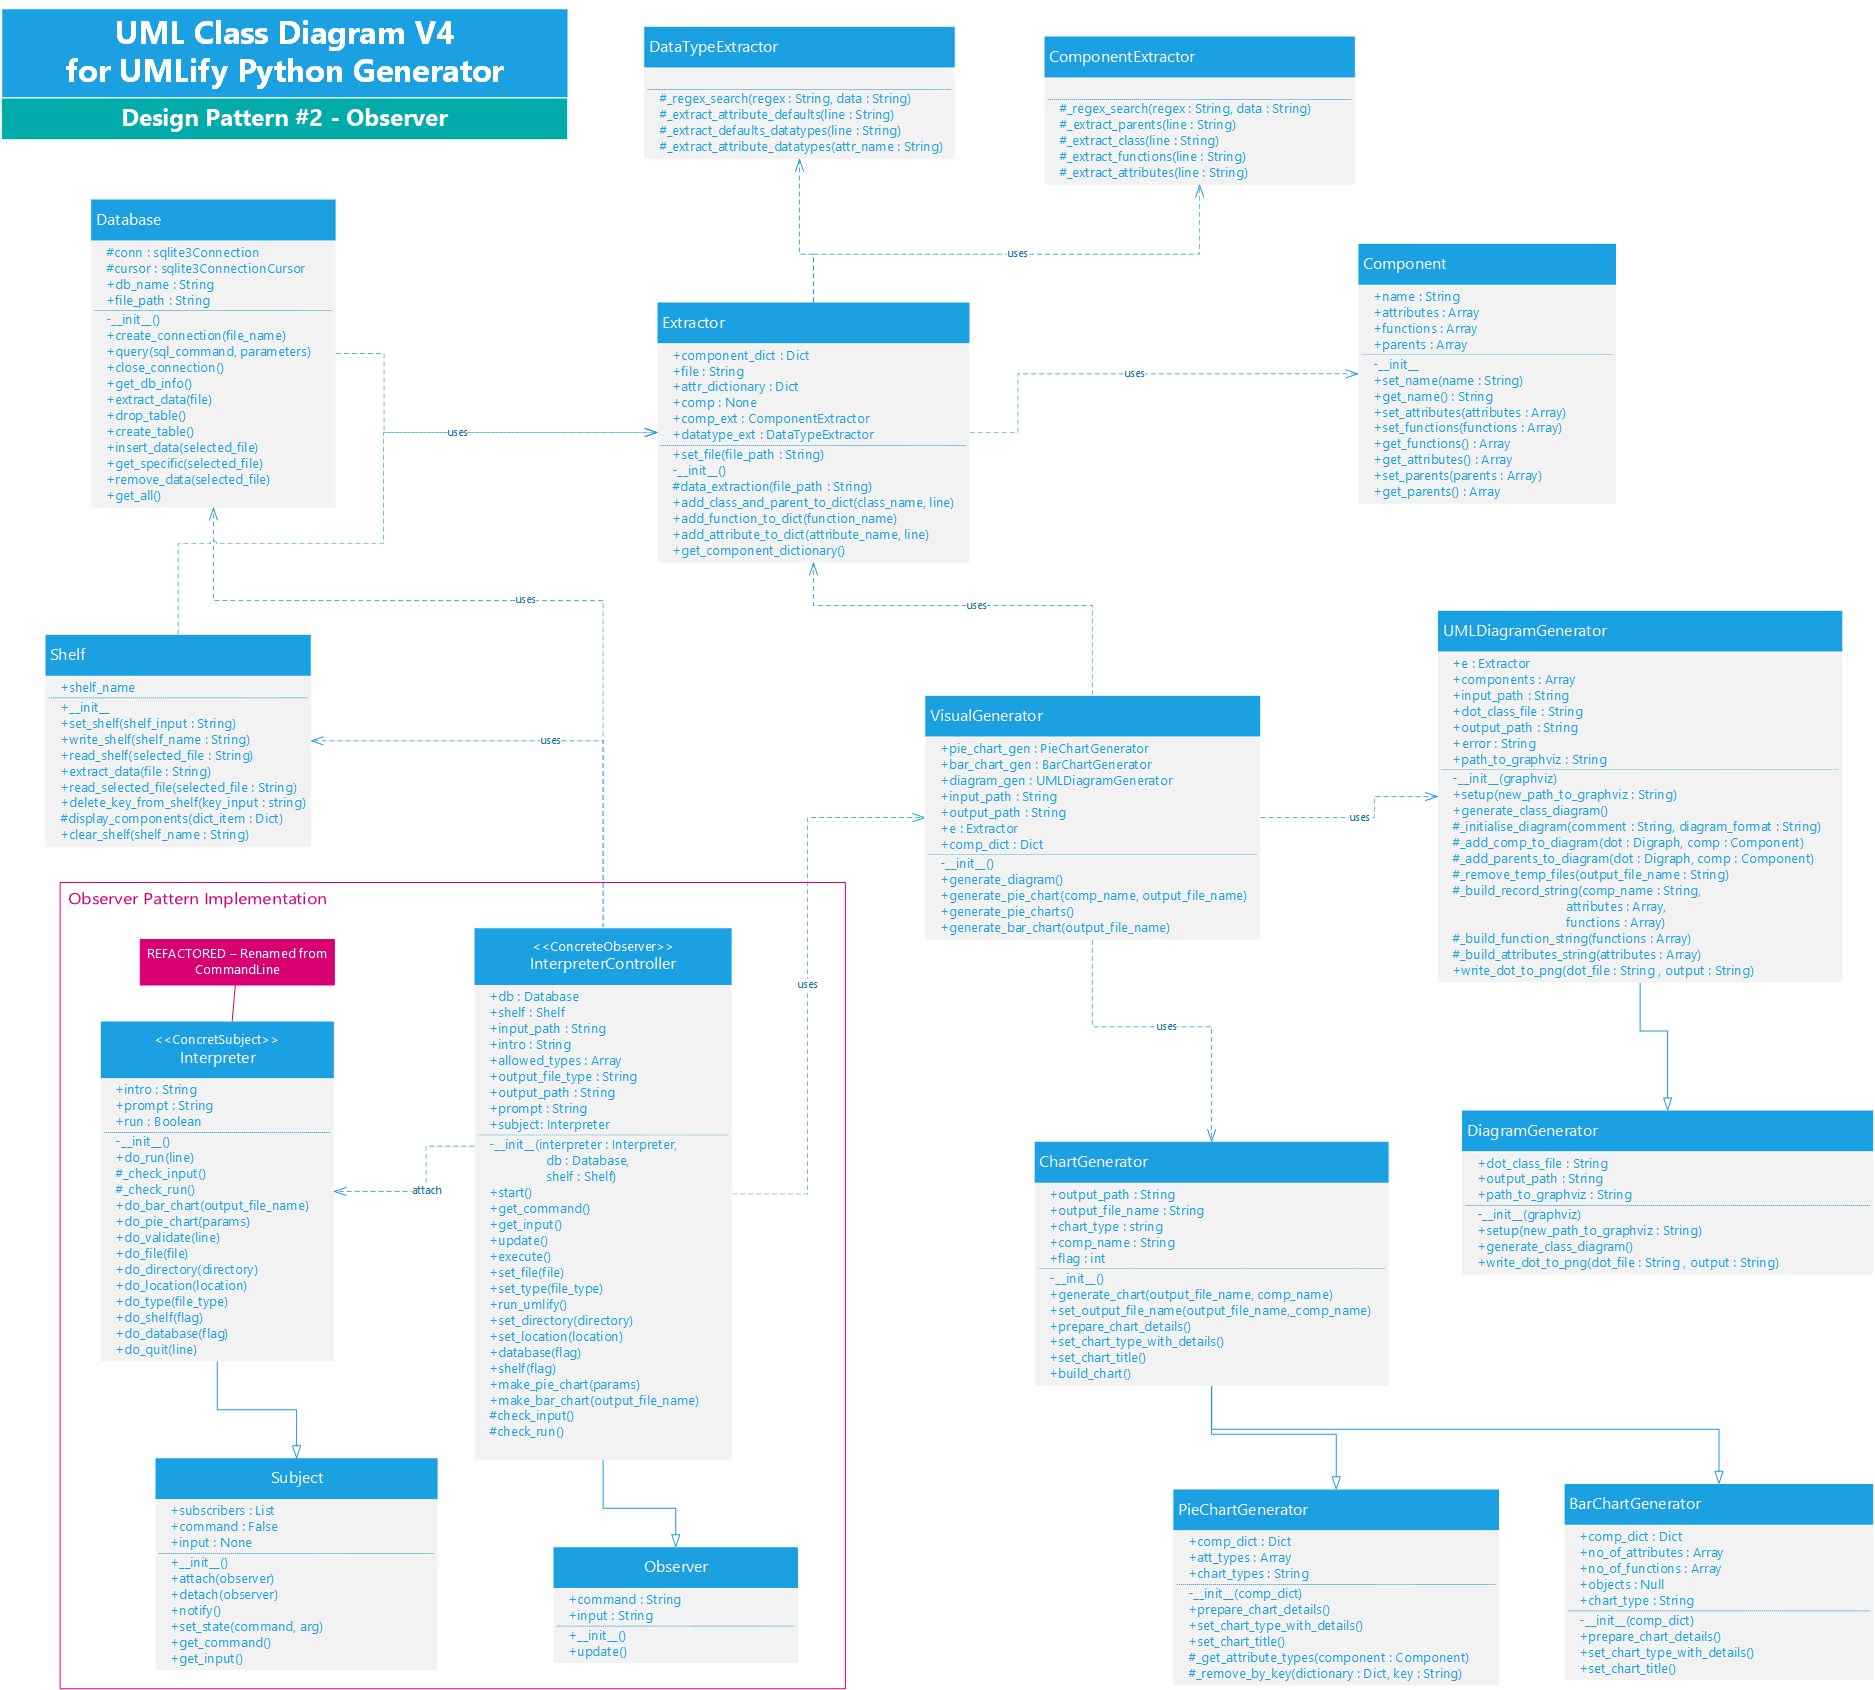 UML Class Diagram V4
for UMLify Python Generator
Design Pattern #2 - Observer
DataTypeExtractor
#_regex_search(regex : String, data : String)
#_extract_attribute_defaults(line : String)
#_extract_defaults_datatypes(line : String)
#_extract_attribute_datatypes(attr_name : String)
ComponentExtractor
#_regex_search(regex : String, data : String)
#_extract_parents(line : String)
#_extract_class(line : String)
#_extract_functions(line : String)
#_extract_attributes(line : String)
uses
Database
#conn : sqlite3Connection
#cursor : sqlite3ConnectionCursor
+db_name : String
+file_path : String
-__init__()
+create_connection(file_name)
+query(sql_command, parameters)
+close_connection()
+get_db_info()
+extract_data(file)
+drop_table()
+create_table()
+insert_data(selected_file)
+get_specific(selected_file)
+remove_data(selected_file)
+get_all()
uses
Extractor
+component_dict : Dict
+file : String
+attr_dictionary : Dict
+comp : None
+comp_ext : ComponentExtractor
+datatype_ext : DataTypeExtractor
+set_file(file_path : String)
-__init__()
#data_extraction(file_path : String)
+add_class_and_parent_to_dict(class_name, line)
+add_function_to_dict(function_name)
+add_attribute_to_dict(attribute_name, line)
+get_component_dictionary()
uses
Component
+name : String
+attributes : Array
+functions : Array
+parents : Array
-__init__
+set_name(name : String)
+get_name() : String
+set_attributes(attributes : Array)
+set_functions(functions : Array)
+get_functions() : Array
+get_attributes() : Array
+set_parents(parents : Array)
+get_parents() : Array
uses
uses
Shelf
+shelf_name
+__init__
+set_shelf(shelf_input : String)
+write_shelf(shelf_name : String)
+read_shelf(selected_file : String)
+extract_data(file : String)
+read_selected_file(selected_file : String)
+delete_key_from_shelf(key_input : string)
#display_components(dict_item : Dict)
+clear_shelf(shelf_name : String)
uses
VisualGenerator
+pie_chart_gen : PieChartGenerator
+bar_chart_gen : BarChartGenerator
+diagram_gen : UMLDiagramGenerator
+input_path : String
+output_path : String
+e : Extractor
+comp_dict : Dict
-__init__()
+generate_diagram()
+generate_pie_chart(comp_name, output_file_name)
+generate_pie_charts()
+generate_bar_chart(output_file_name)
uses
UMLDiagramGenerator
+e : Extractor
+components : Array
+input_path : String
+dot_class_file : String
+output_path : String
+error : String
+path_to_graphviz : String
-__init__(graphviz)
+setup(new_path_to_graphviz : String)
+generate_class_diagram()
#_initialise_diagram(comment : String, diagram_format : String)
#_add_comp_to_diagram(dot : Digraph, comp : Component)
#_add_parents_to_diagram(dot : Digraph, comp : Component)
#_remove_temp_files(output_file_name : String)
#_build_record_string(comp_name : String,
attributes : Array,
functions : Array)
#_build_function_string(functions : Array)
#_build_attributes_string(attributes : Array)
+write_dot_to_png(dot_file : String , output : String)
Observer Pattern Implementation
REFACTORED – Renamed from
CommandLine
<<ConcretSubject>>
Interpreter
+intro : String
+prompt : String
+run : Boolean
-__init__()
+do_run(line)
#_check_input()
#_check_run()
+do_bar_chart(output_file_name)
+do_pie_chart(params)
+do_validate(line)
+do_file(file)
+do_directory(directory)
+do_location(location)
+do_type(file_type)
+do_shelf(flag)
+do_database(flag)
+do_quit(line)
attach
<<ConcreteObserver>>
InterpreterController
+db : Database
+shelf : Shelf
+input_path : String
+intro : String
+allowed_types : Array
+output_file_type : String
+output_path : String
+prompt : String
+subject: Interpreter
-__init__(interpreter : Interpreter,
db : Database,
shelf : Shelf)
+start()
+get_command()
+get_input()
+update()
+execute()
+set_file(file)
+set_type(file_type)
+run_umlify()
+set_directory(directory)
+set_location(location)
+database(flag)
+shelf(flag)
+make_pie_chart(params)
+make_bar_chart(output_file_name)
#check_input()
#check_run()
uses
uses
Subject
+subscribers : List
+command : False
+input : None
+__init__()
+attach(observer)
+detach(observer)
+notify()
+set_state(command, arg)
+get_command()
+get_input()
Observer
+command : String
+input : String
+__init__()
+update()
ChartGenerator
+output_path : String
+output_file_name : String
+chart_type : string
+comp_name : String
+flag : int
-__init__()
+generate_chart(output_file_name, comp_name)
+set_output_file_name(output_file_name,_comp_name)
+prepare_chart_details()
+set_chart_type_with_details()
+set_chart_title()
+build_chart()
DiagramGenerator
+dot_class_file : String
+output_path : String
+path_to_graphviz : String
-__init__(graphviz)
+setup(new_path_to_graphviz : String)
+generate_class_diagram()
+write_dot_to_png(dot_file : String , output : String)
PieChartGenerator
+comp_dict : Dict
+att_types : Array
+chart_types : String
-__init__(comp_dict)
+prepare_chart_details()
+set_chart_type_with_details()
+set_chart_title()
#_get_attribute_types(component : Component)
#_remove_by_key(dictionary : Dict, key : String)
BarChartGenerator
+comp_dict : Dict
+no_of_attributes : Array
+no_of_functions : Array
+objects : Null
+chart_type : String
-__init__(comp_dict)
+prepare_chart_details()
+set_chart_type_with_details()
+set_chart_title()